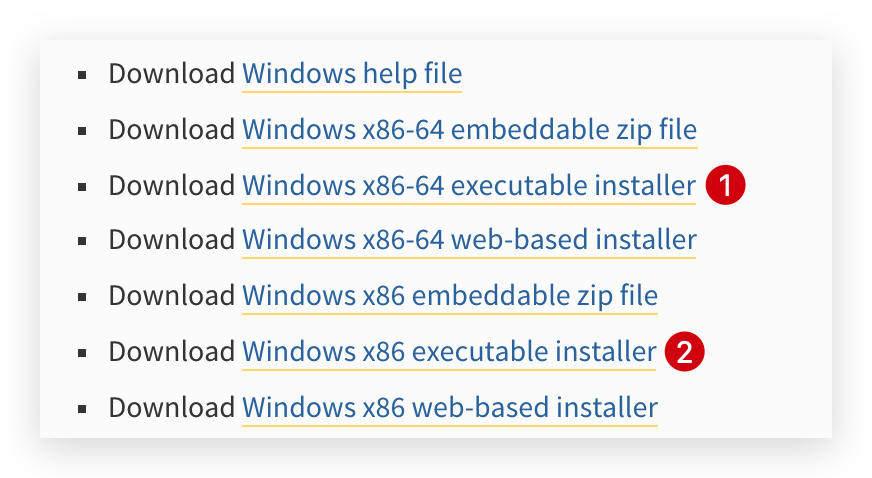 Download Windows help file
Download Windows x86-64 embeddable zip file
Download Windows x86-64 executable installer 1
Download Windows x86-64 web-based installer
Download Windows x86 embeddable zip file
Download Windows x86 executable installer 2
Download Windows x86 web-based installer